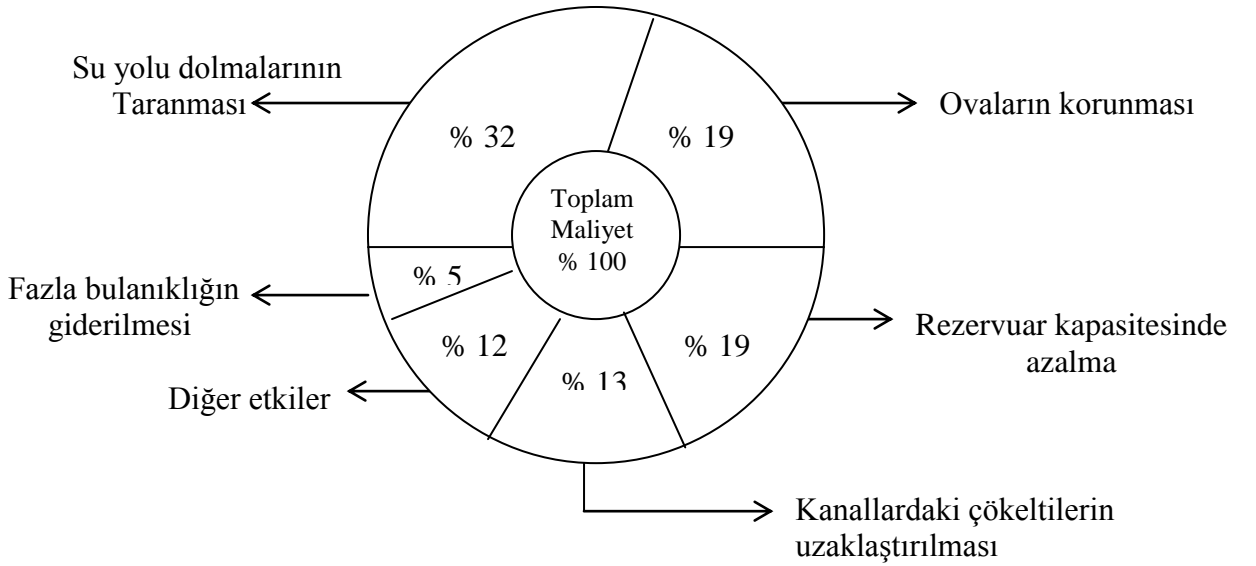 Su yolu dolmalarının
Taranması
Ovaların korunması
% 32
% 19
Toplam
Maliyet
% 100
% 5
Fazla bulanıklığın
giderilmesi
Rezervuar kapasitesinde
azalma
% 12
% 19
% 13
Diğer etkiler
Kanallardaki çökeltilerin
uzaklaştırılması